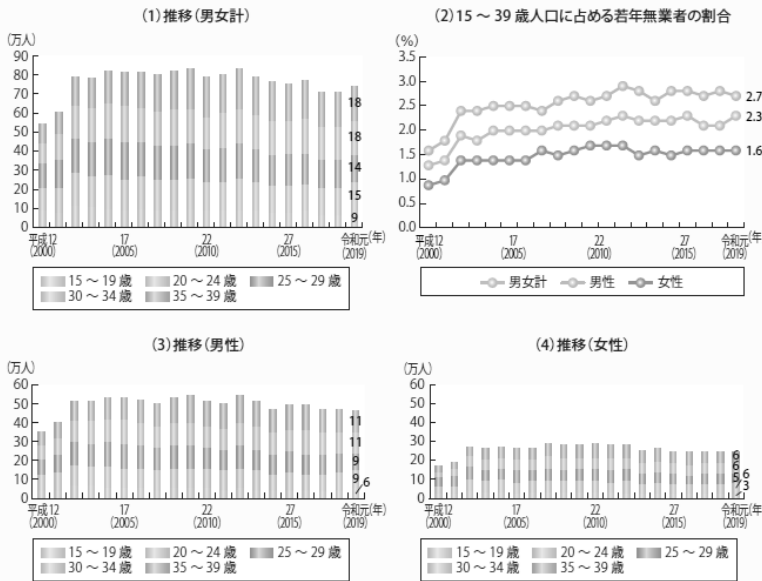 (1)推移(男女計)
(万人)
90
80
70
60
50
40
30
20
10
0
18
18
14
15
9
平成12 17 22 27 令和元(年)
(2000) (2005) (2010) (2015) (2019)
15～19歳 20～24歳 25～29歳
30～34歳 35～39歳
(2)15～39歳人口に占める若年無業者の割合
(%)
3.5
3.0
2.5
2.0
1.5
1.0
0.5
0.0
2.7
2.3
1.6
平成12 17 22 27 令和元(年)
(2000) (2005) (2010) (2015) (2019)
男女計 男性 女性
(3)推移(男性)
(万人)
60
50
40
30
20
10
0
11
11
9
9
6
平成12 17 22 27 令和元(年)
(2000) (2005) (2010) (2015) (2019)
15～19歳 20～24歳 25～29歳
30～34歳 35～39歳
(4)推移(女性)
(万人)
60
50
40
30
20
10
0
6
6
5
6
3
平成12 17 22 27 令和元(年)
(2000) (2005) (2010) (2015) (2019)
15～19歳 20～24歳 25～29歳
30～34歳 35～39歳